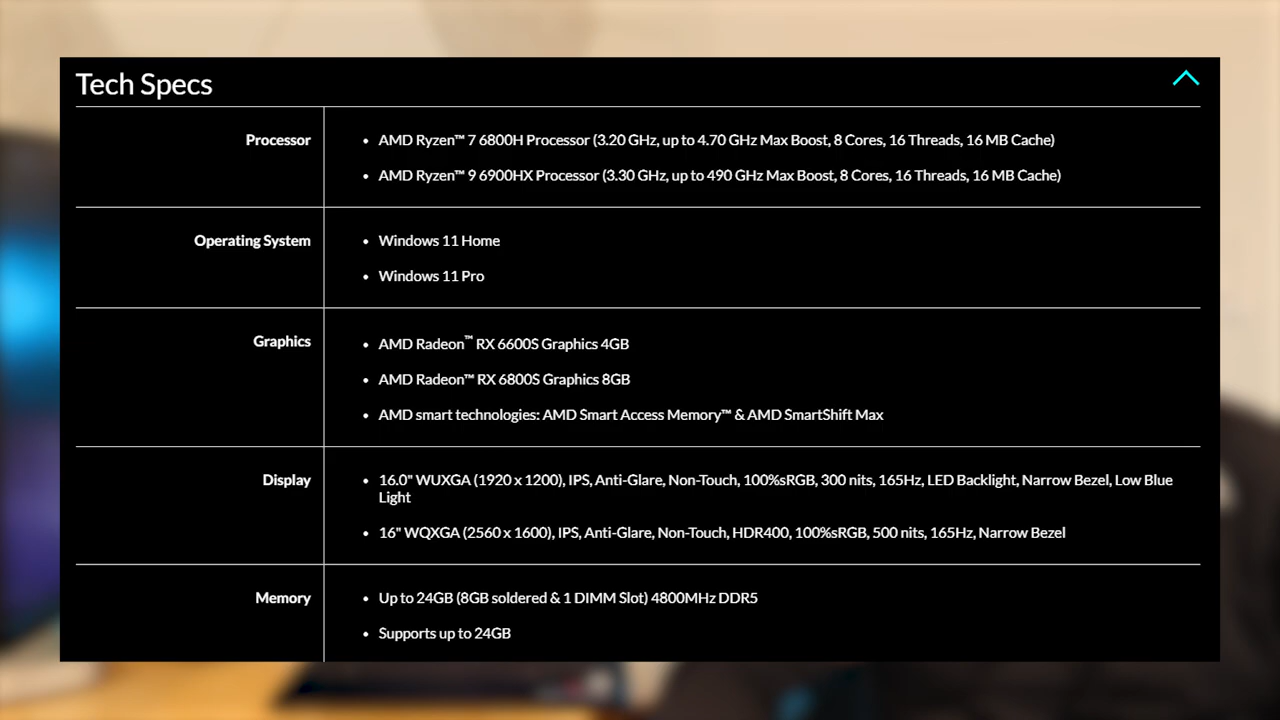 Tech Specs
Processor
• AMD Ryzen™ 7 6800H Processor (3.20 GHz, up to 4.70 GHz Max Boost, 8 Cores, 16 Threads, 16 MB Cache)
• AMD Ryzen™ 9 6900HX Processor (3.30 GHz, up to 490 GHz Max Boost, 8 Cores, 16 Threads, 16 MB Cache)
Operating System
• Windows 11 Home
• Windows 11 Pro
Graphics
• AMD Radeon™ RX 6600S Graphics 4GB
• AMD Radeon™ RX 6800S Graphics 8GB
• AMD smart technologies: AMD Smart Access Memory™ & AMD SmartShift Max
Display
• 16.0" WUXGA (1920 x 1200), IPS, Anti-Glare, Non-Touch, 100%sRGB, 300 nits, 165Hz, LED Backlight, Narrow Bezel, Low Blue
Light
• 16" WQXGA (2560 x 1600), IPS, Anti-Glare, Non-Touch, HDR400, 100%sRGB, 500 nits, 165Hz, Narrow Bezel
Memory
• Up to 24GB (8GB soldered & 1 DIMM Slot) 4800MHz DDR5
• Supports up to 24GB